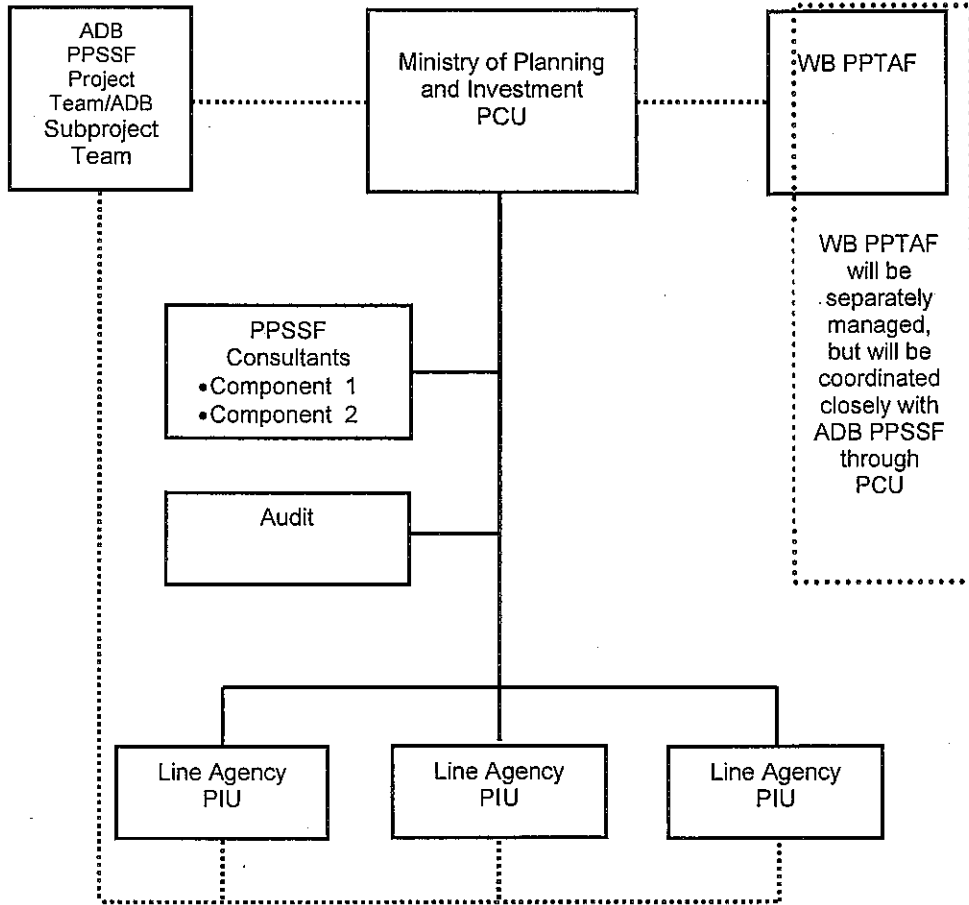 ADB
PPSSF
Project
Team/ADB
Subproject
Team
Ministry of Planning
and Investment
PCU
WB PPTAF
WB PPTAF
will be
separately
managed,
but will be
coordinated
closely with
ADB PPSSF
through
PCU
PPSSF
Consultants
•Component 1
•Component 2
Audit
Line Agency
PIU
Line Agency
PIU
Line Agency
PIU